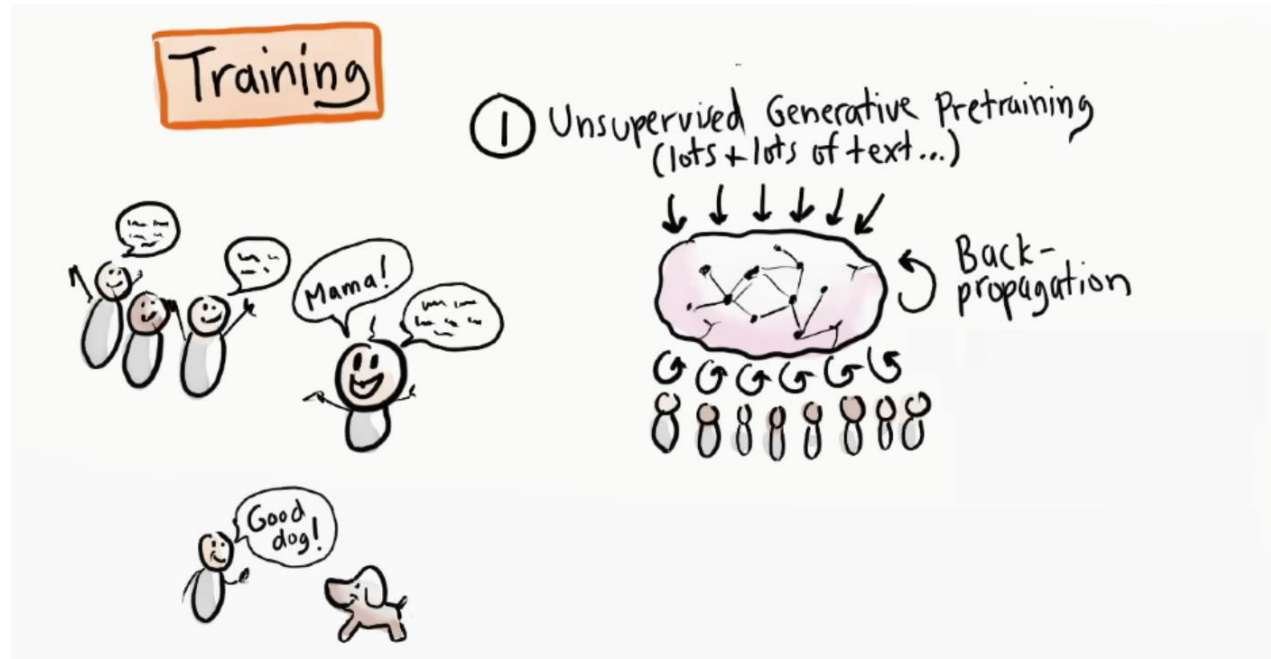 Training
① Unsupervised Generative Pretraining
(lots + lots of text...)
Mama!
Back-
propagation
Good
dog!